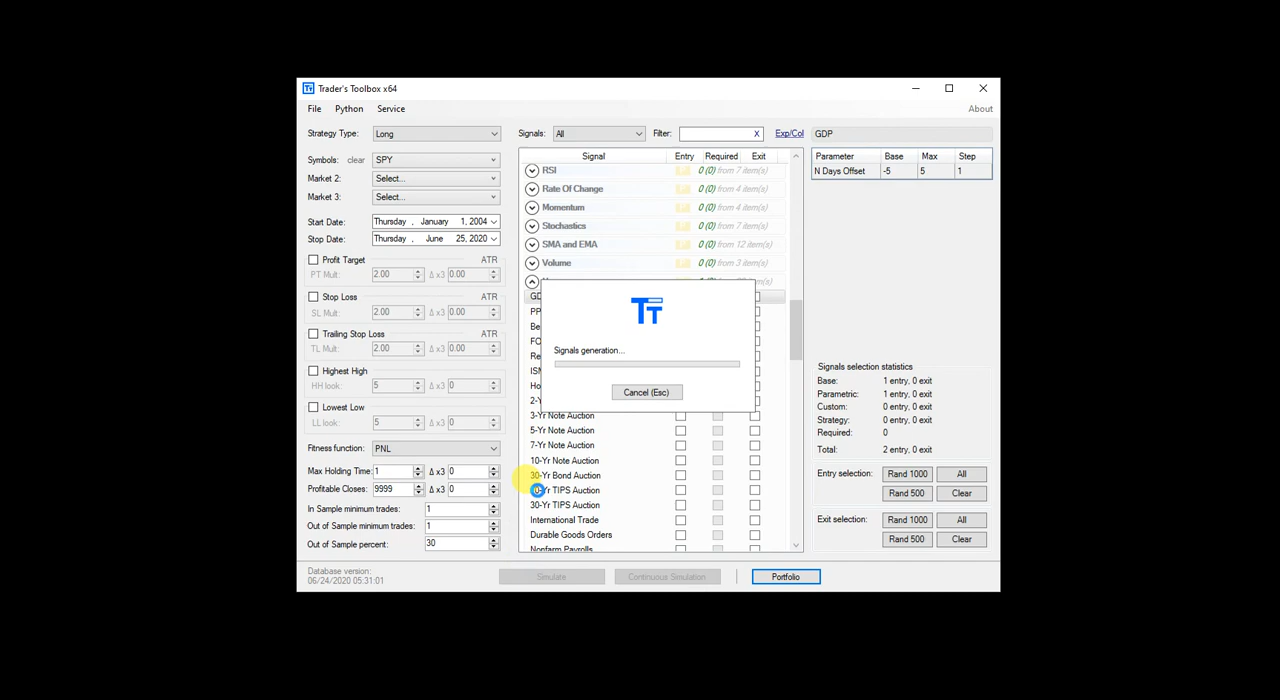 Trader's Toolbox x64
File Python Service About
Strategy Type: Long Signals: All Filter: X Exp/Col GDP
Symbols: clear SPY
Market 2: Select...
Market 3: Select...
Start Date: Thursday , January 1, 2004
Stop Date: Thursday , June 25, 2020
Profit Target ATR
PT Mult: 2.00 Δ x3 0.00
Stop Loss ATR
SL Mult: 2.00 Δ x3 0.00
Trailing Stop Loss ATR
TL Mult: 2.00 Δ x3 0.00
Highest High
HH look: 5 Δ x3 0
Lowest Low
LL look: 5 Δ x3 0
Fitness function: PNL
Max Holding Time: 1 Δ x3 0
Profitable Closes: 9999 Δ x3 0
In Sample minimum trades: 1
Out of Sample minimum trades: 1
Out of Sample percent: 30
Signal Entry Required Exit
RSI P 0 (0) from 7 item(s)
Rate Of Change P 0 (0) from 4 item(s)
Momentum P 0 (0) from 4 item(s)
Stochastics P 0 (0) from 7 item(s)
SMA and EMA P 0 (0) from 12 item(s)
Volume P 0 (0) from 3 item(s)
item(s)
GD
PP
Be
FO
Re
ISM
Ho
2-Y
TT
Signals generation...
Cancel (Esc)
3-Yr Note Auction
5-Yr Note Auction
7-Yr Note Auction
10-Yr Note Auction
30-Yr Bond Auction
Yr TIPS Auction
30-Yr TIPS Auction
International Trade
Durable Goods Orders
Nonfarm Payrolls
Parameter Base Max Step
N Days Offset -5 5 1
Signals selection statistics
Base: 1 entry, 0 exit
Parametric: 1 entry, 0 exit
Custom: 0 entry, 0 exit
Strategy: 0 entry, 0 exit
Required: 0
Total: 2 entry, 0 exit
Entry selection: Rand 1000 All
Rand 500 Clear
Exit selection: Rand 1000 All
Rand 500 Clear
Database version:
06/24/2020 05:31:01
Simulate Continuous Simulation Portfolio